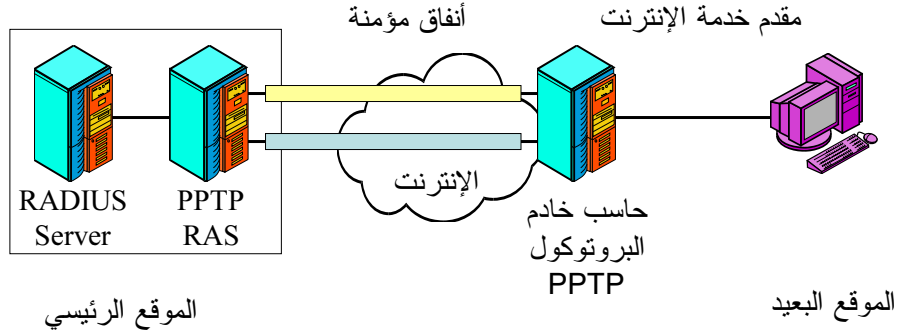 مقدم خدمة الإنترنت
أنفاق مؤمنة
الإنترنت
RADIUS
Server
PPTP
RAS
حاسب خادم
البروتوكول
PPTP
الموقع البعيد
الموقع الرئيسي